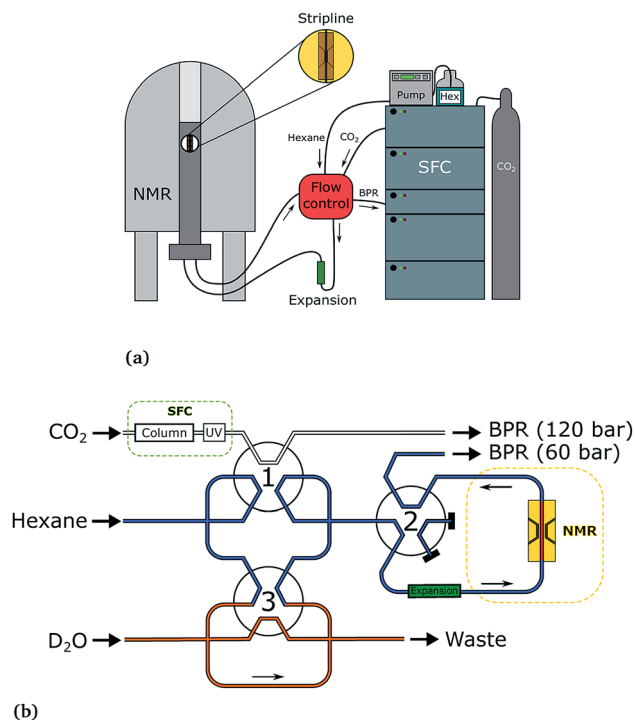 Stripline
Pump
Hex
Hexane
CO₂
SFC
CO₂
NMR
Flow
control
BPR
Expansion
(a)
SFC
CO₂
Column
UV
BPR (120 bar)
BPR (60 bar)
1
Hexane
2
NMR
Expansion
3
D₂O
Waste
(b)